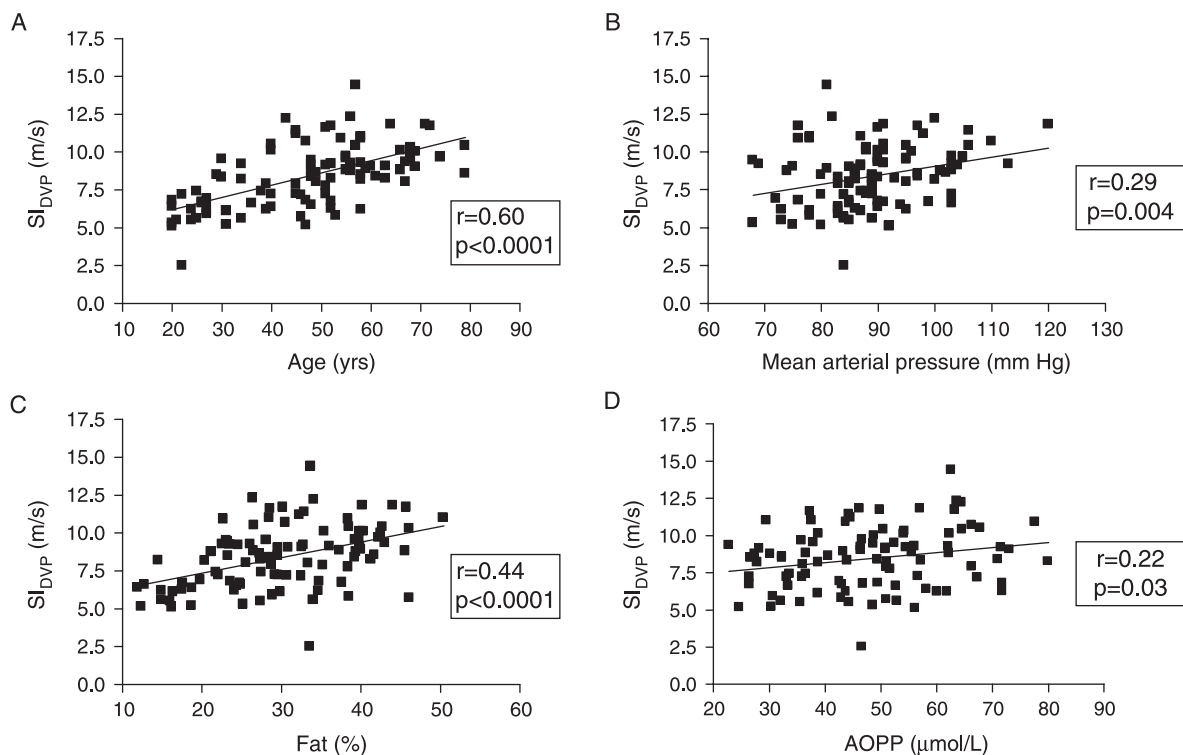 A
17.5
15.0
12.5
10.0
7.5
5.0
2.5
0.0
SI_DVP (m/s)
10 20 30 40 50 60 70 80 90
Age (yrs)
r=0.60
p<0.0001
B
17.5
15.0
12.5
10.0
7.5
5.0
2.5
0.0
SI_DVP (m/s)
60 70 80 90 100 110 120 130
Mean arterial pressure (mm Hg)
r=0.29
p=0.004
C
17.5
15.0
12.5
10.0
7.5
5.0
2.5
0.0
SI_DVP (m/s)
10 20 30 40 50 60
Fat (%)
r=0.44
p<0.0001
D
17.5
15.0
12.5
10.0
7.5
5.0
2.5
0.0
SI_DVP (m/s)
20 30 40 50 60 70 80 90
AOPP (μmol/L)
r=0.22
p=0.03